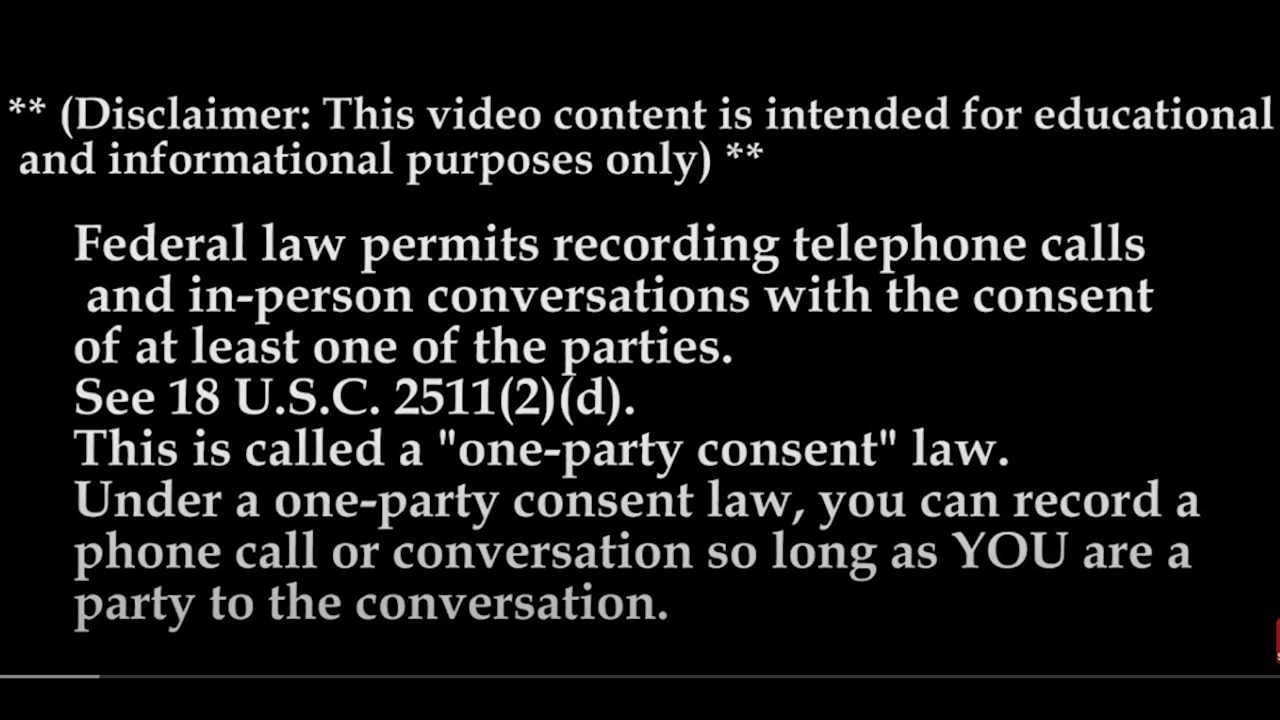 ** (Disclaimer: This video content is intended for educational
and informational purposes only) **
Federal law permits recording telephone calls
and in-person conversations with the consent
of at least one of the parties.
See 18 U.S.C. 2511(2)(d).
This is called a "one-party consent" law.
Under a one-party consent law, you can record a
phone call or conversation so long as YOU are a
party to the conversation.